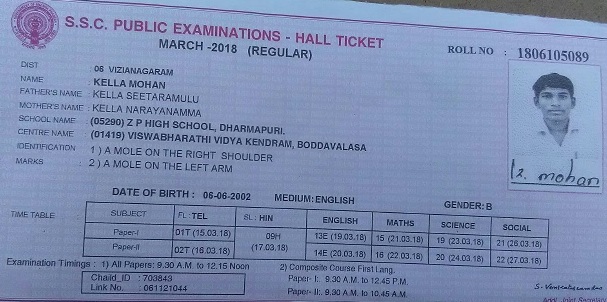 S.S.C. PUBLIC EXAMINATIONS - HALL TICKET
MARCH -2018 (REGULAR)
ROLL NO : 1806105089
DIST 06 VIZIANAGARAM
NAME : KELLA MOHAN
FATHER'S NAME : KELLA SEETARAMULU
MOTHER'S NAME : KELLA NARAYANAMMA
SCHOOL NAME : (05290) Z P HIGH SCHOOL, DHARMAPURI.
CENTRE NAME : (01419) VISWABHARATHI VIDYA KENDRAM, BODDAVALASA
IDENTIFICATION 1 ) A MOLE ON THE RIGHT SHOULDER
MARKS 2 ) A MOLE ON THE LEFT ARM
k. mohan
DATE OF BIRTH : 06-06-2002 MEDIUM: ENGLISH GENDER: B
TIME TABLE
SUBJECT FL : TEL SL : HIN ENGLISH MATHS SCIENCE SOCIAL
Paper-I 01T (15.03.18) 09H (17.03.18) 13E (19.03.18) 15 (21.03.18) 19 (23.03.18) 21 (26.03.18)
Paper-II 02T (16.03.18) 14E (20.03.18) 16 (22.03.18) 20 (24.03.18) 22 (27.03.18)
Examination Timings : 1) All Papers: 9.30 A.M. to 12.15 Noon 2) Composite Course First Lang.
Chaild_ID : 703843 Paper- I: 9.30 A.M. to 12.45 P.M.
Link No. : 061121044 Paper- II: 9.30 A.M. to 10.45 A.M.